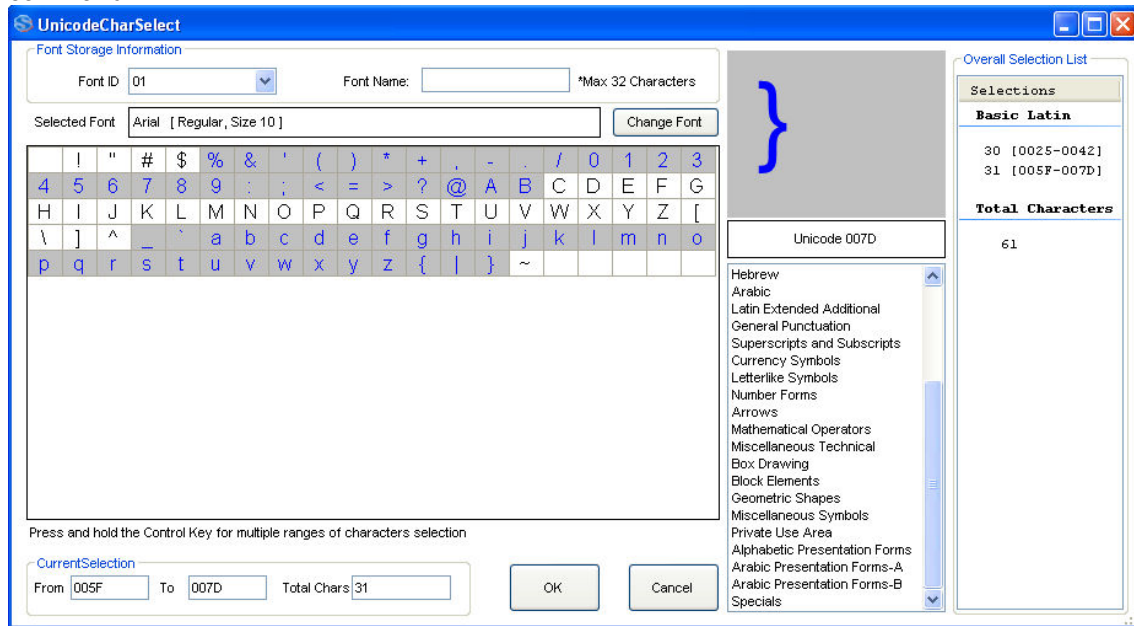 UnicodeCharSelect
Font Storage Information
Font ID 01 Font Name: *Max 32 Characters
Selected Font Arial [ Regular, Size 10 ] Change Font
! " # $ % & ' ( ) * + , - . / 0 1 2 3
4 5 6 7 8 9 : ; < = > ? @ A B C D E F G
H I J K L M N O P Q R S T U V W X Y Z [
\ ] ^ _ ` a b c d e f g h i j k l m n o
p q r s t u v w x y z { | } ~
Press and hold the Control Key for multiple ranges of characters selection
CurrentSelection
From 005F To 007D Total Chars 31
OK Cancel
}
Unicode 007D
Hebrew
Arabic
Latin Extended Additional
General Punctuation
Superscripts and Subscripts
Currency Symbols
Letterlike Symbols
Number Forms
Arrows
Mathematical Operators
Miscellaneous Technical
Box Drawing
Block Elements
Geometric Shapes
Miscellaneous Symbols
Private Use Area
Alphabetic Presentation Forms
Arabic Presentation Forms-A
Arabic Presentation Forms-B
Specials
Overall Selection List
Selections
Basic Latin
30 [0025-0042]
31 [005F-007D]
Total Characters
61